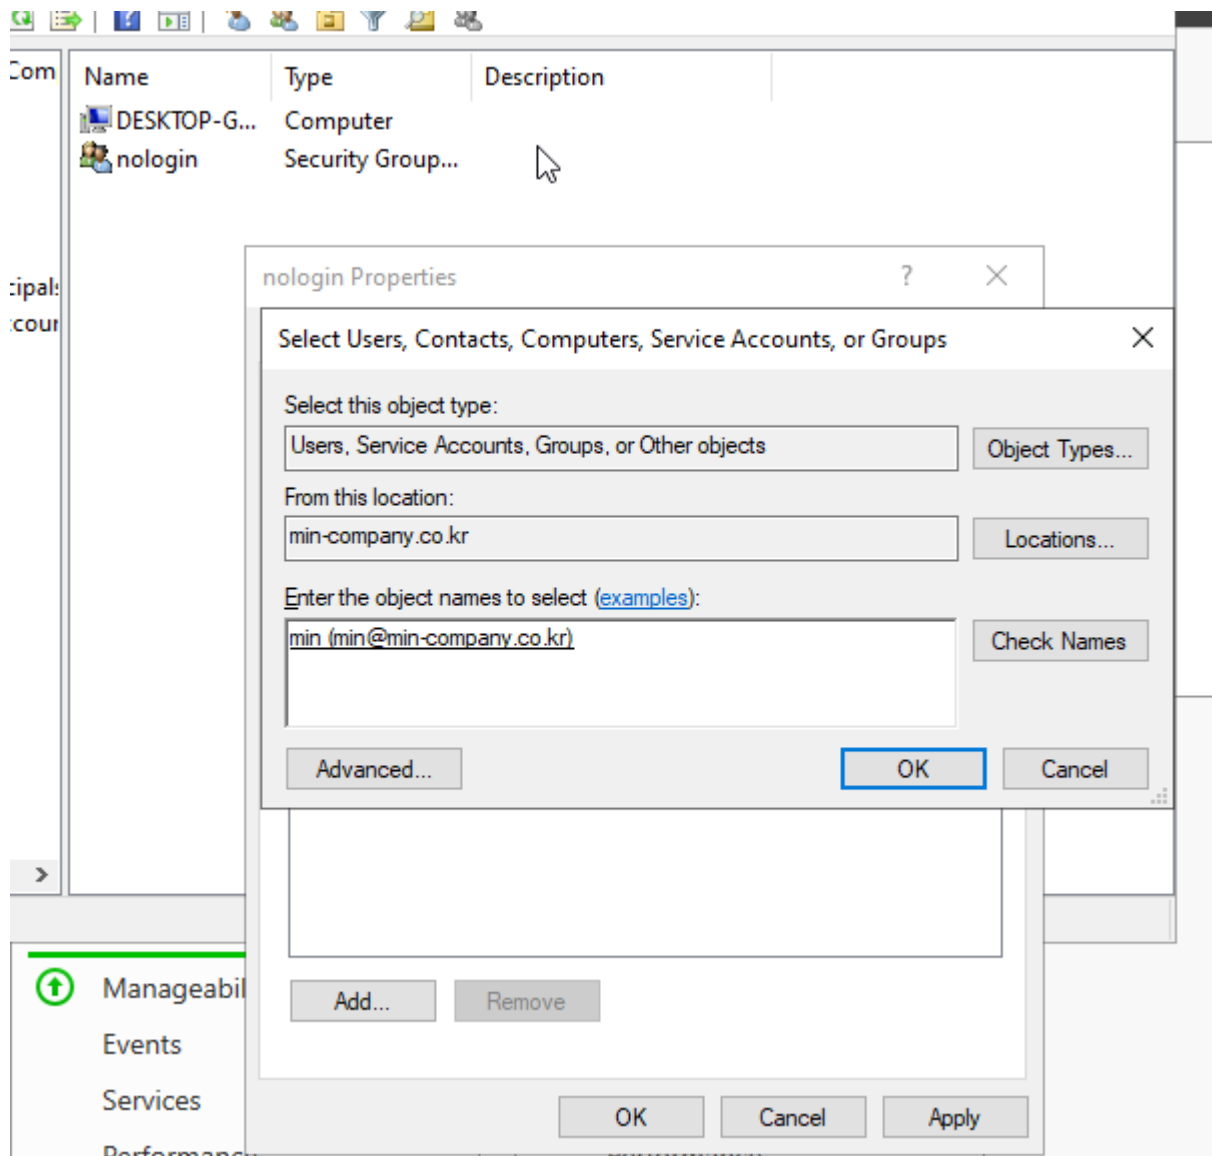 Com
Name Type Description
DESKTOP-G... Computer
nologin Security Group...
cipals
ccour
nologin Properties
Select Users, Contacts, Computers, Service Accounts, or Groups
Select this object type:
Users, Service Accounts, Groups, or Other objects
Object Types...
From this location:
min-company.co.kr
Locations...
Enter the object names to select (examples):
min (min@min-company.co.kr)
Check Names
Advanced...
OK
Cancel
Add...
Remove
Manageabil
Events
Services
OK
Cancel
Apply